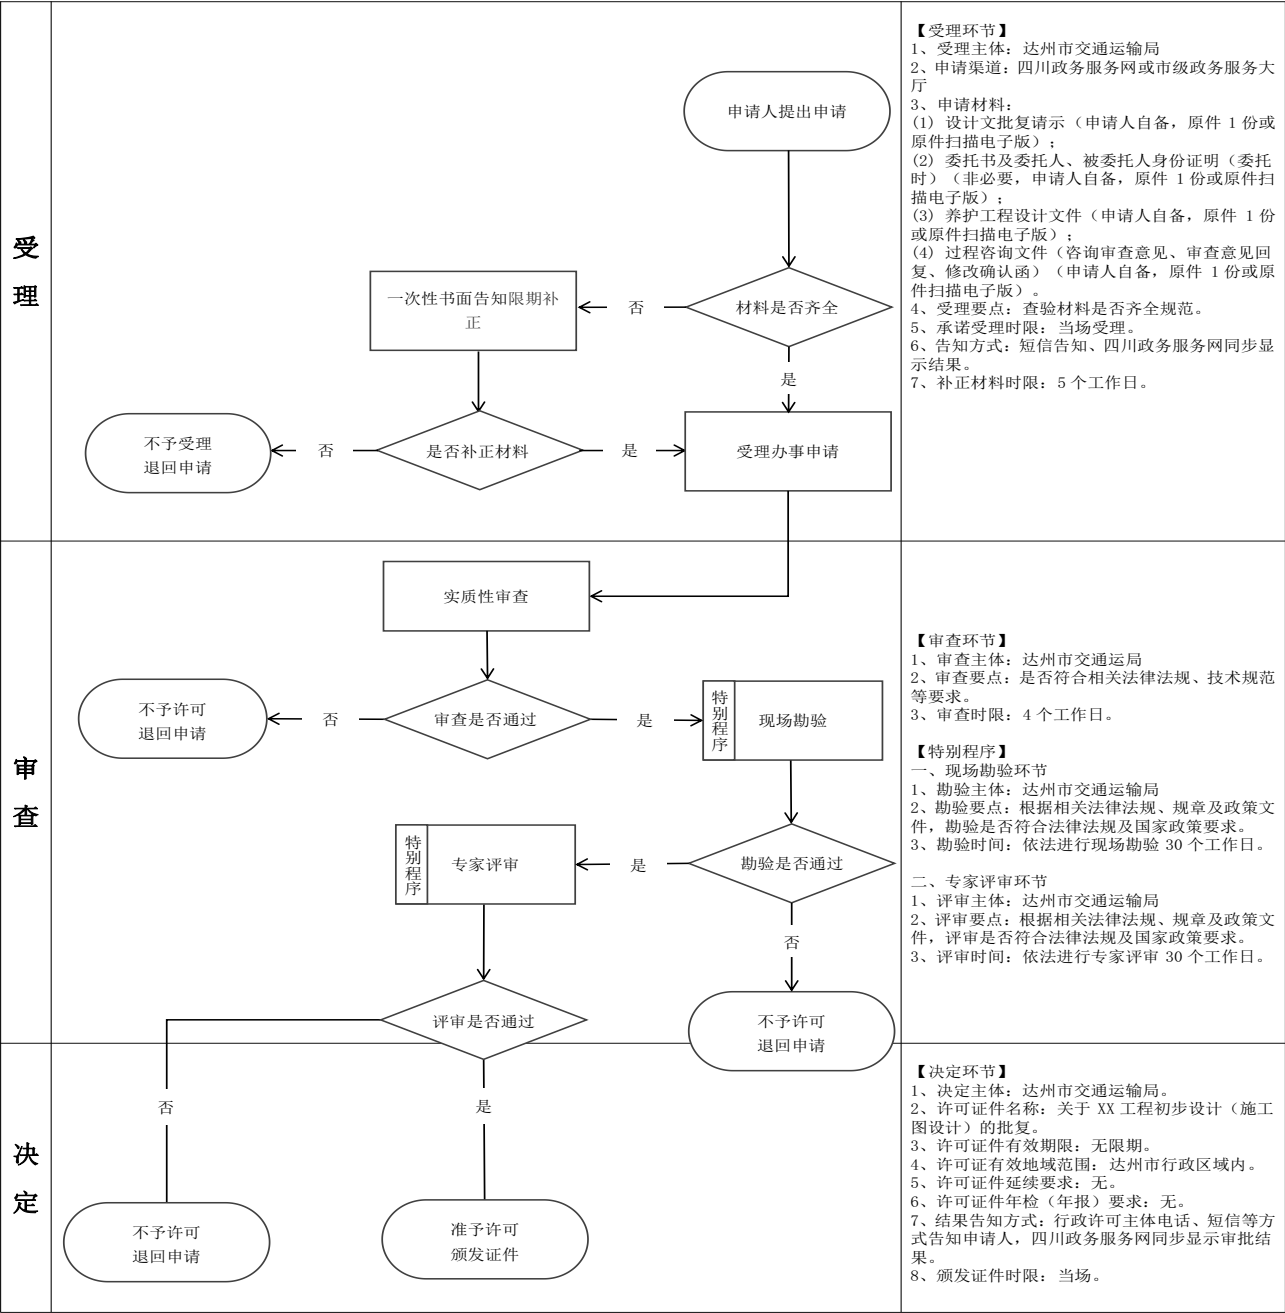 受
理
申请人提出申请
材料是否齐全
否
一次性书面告知限期补
正
是
是否补正材料
否
不予受理
退回申请
是
受理办事申请
【受理环节】
1、受理主体：达州市交通运输局
2、申请渠道：四川政务服务网或市级政务服务大
厅
3、申请材料：
(1) 设计文批复请示（申请人自备，原件 1 份或
原件扫描电子版）；
(2) 委托书及委托人、被委托人身份证明（委托
时）（非必要，申请人自备，原件 1 份或原件扫
描电子版）；
(3) 养护工程设计文件（申请人自备，原件 1 份
或原件扫描电子版）；
(4) 过程咨询文件（咨询审查意见、审查意见回
复、修改确认函）（申请人自备，原件 1 份或原
件扫描电子版）。
4、受理要点：查验材料是否齐全规范。
5、承诺受理时限：当场受理。
6、告知方式：短信告知、四川政务服务网同步显
示结果。
7、补正材料时限：5 个工作日。
审
查
实质性审查
审查是否通过
否
不予许可
退回申请
是
特别程序
现场勘验
勘验是否通过
是
特别程序
专家评审
否
不予许可
退回申请
评审是否通过
【审查环节】
1、审查主体：达州市交通运局
2、审查要点：是否符合相关法律法规、技术规范
等要求。
3、审查时限：4 个工作日。
【特别程序】
一、现场勘验环节
1、勘验主体：达州市交通运输局
2、勘验要点：根据相关法律法规、规章及政策文
件，勘验是否符合法律法规及国家政策要求。
3、勘验时间：依法进行现场勘验 30 个工作日。
二、专家评审环节
1、评审主体：达州市交通运输局
2、评审要点：根据相关法律法规、规章及政策文
件，评审是否符合法律法规及国家政策要求。
3、评审时间：依法进行专家评审 30 个工作日。
决
定
否
不予许可
退回申请
是
准予许可
颁发证件
【决定环节】
1、决定主体：达州市交通运输局。
2、许可证件名称：关于 XX 工程初步设计（施工
图设计）的批复。
3、许可证件有效期限：无限期。
4、许可证有效地域范围：达州市行政区域内。
5、许可证件延续要求：无。
6、许可证件年检（年报）要求：无。
7、结果告知方式：行政许可主体电话、短信等方
式告知申请人，四川政务服务网同步显示审批结
果。
8、颁发证件时限：当场。